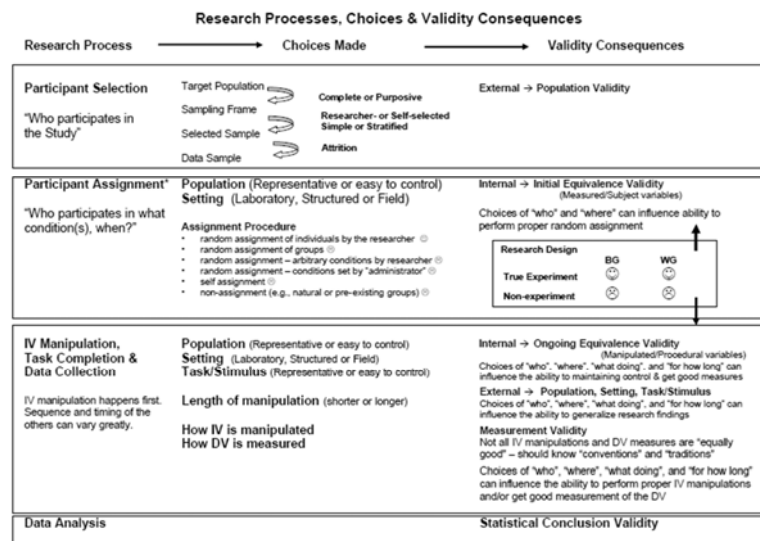 Research Processes, Choices & Validity Consequences
Research Process
Choices Made
Validity Consequences
Participant Selection
"Who participates in
the Study"
Target Population
Sampling Frame
Selected Sample
Data Sample
Complete or Purposive
Researcher- or Self-selected
Simple or Stratified
Attrition
External → Population Validity
Participant Assignment*
"Who participates in what
condition(s), when?"
Population (Representative or easy to control)
Setting (Laboratory, Structured or Field)
Assignment Procedure
• random assignment of individuals by the researcher ☺
• random assignment of groups ☹
• random assignment – arbitrary conditions by researcher ☹
• random assignment – conditions set by "administrator" ☹
• self assignment ☹
• non-assignment (e.g., natural or pre-existing groups) ☹
Internal → Initial Equivalence Validity
(Measured/Subject variables)
Choices of "who" and "where" can influence ability to
perform proper random assignment
Research Design
BG WG
True Experiment ☺ ☺
Non-experiment ☹ ☹
IV Manipulation,
Task Completion &
Data Collection
IV manipulation happens first.
Sequence and timing of the
others can vary greatly.
Population (Representative or easy to control)
Setting (Laboratory, Structured or Field)
Task/Stimulus (Representative or easy to control)
Length of manipulation (shorter or longer)
How IV is manipulated
How DV is measured
Internal → Ongoing Equivalence Validity
(Manipulated/Procedural variables)
Choices of "who", "where", "what doing", and "for how long" can
influence the ability to maintaining control & get good measures
External → Population, Setting, Task/Stimulus
Choices of "who", "where", "what doing", and "for how long" can
influence the ability to generalize research findings
Measurement Validity
Not all IV manipulations and DV measures are "equally
good" – should know "conventions" and "traditions"
Choices of "who", "where", "what doing", and "for how long"
can influence the ability to perform proper IV manipulations
and/or get good measurement of the DV
Data Analysis
Statistical Conclusion Validity